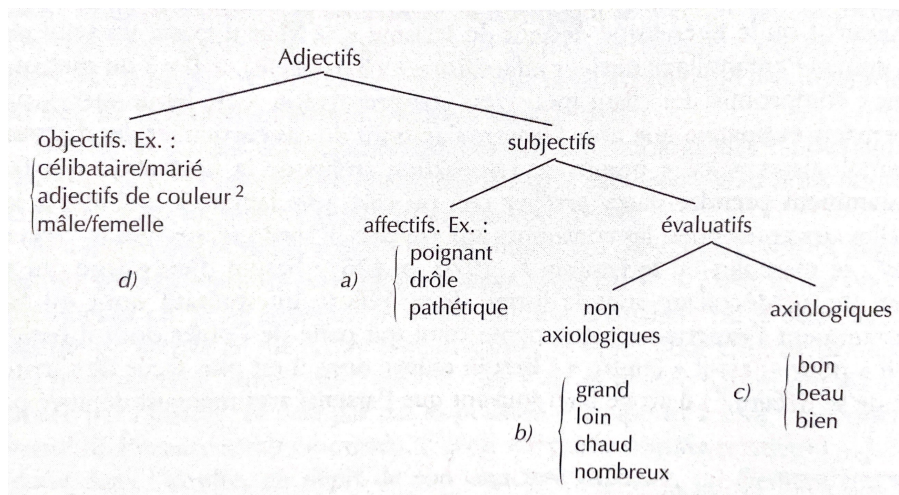 Adjectifs
objectifs. Ex. :
célibataire/marié
adjectifs de couleur 2
mâle/femelle
d)
subjectifs
affectifs. Ex. :
a)
poignant
drôle
pathétique
évaluatifs
non
axiologiques
b)
grand
loin
chaud
nombreux
axiologiques
c)
bon
beau
bien